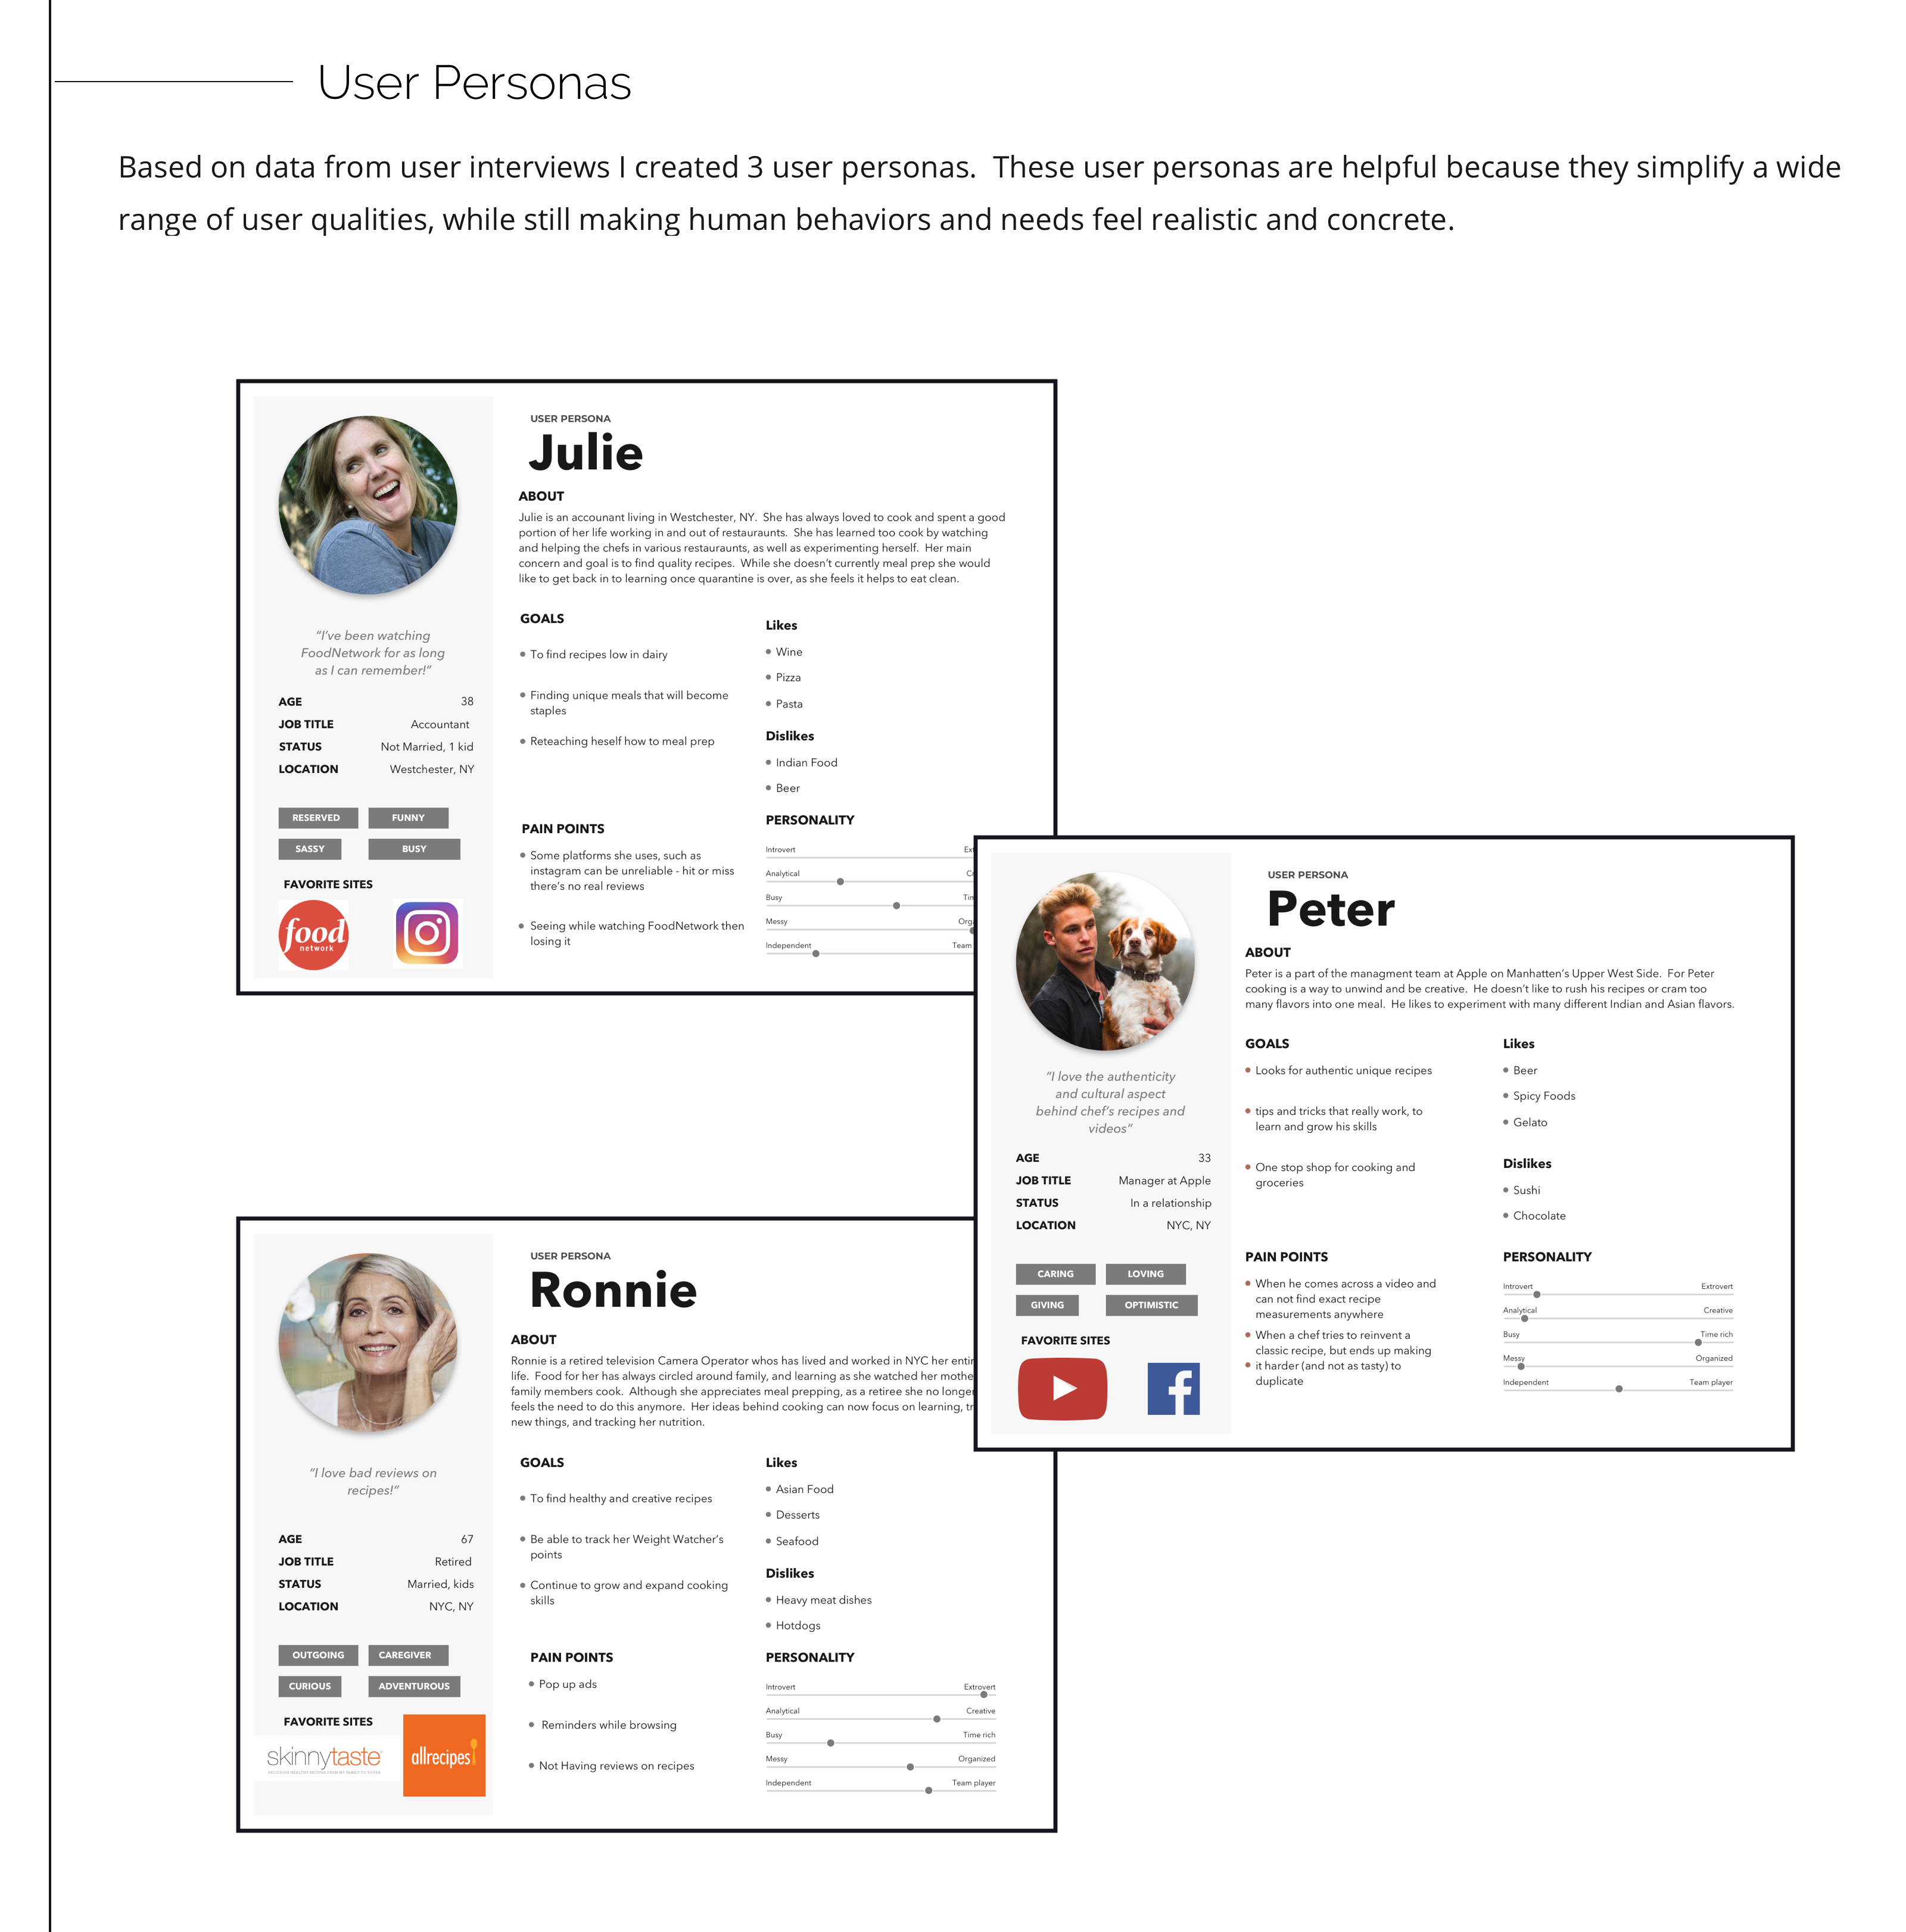 User Personas
Based on data from user interviews I created 3 user personas.  These user personas are helpful because they simplify a wide
range of user qualities, while still making human behaviors and needs feel realistic and concrete.
“I’ve been watching
FoodNetwork for as long
as I can remember!”
AGE 38
JOB TITLE Accountant
STATUS Not Married, 1 kid
LOCATION Westchester, NY
RESERVED FUNNY
SASSY BUSY
FAVORITE SITES
food
network
USER PERSONA
Julie
ABOUT
Julie is an accounant living in Westchester, NY.  She has always loved to cook and spent a good
portion of her life working in and out of restauraunts.  She has learned too cook by watching
and helping the chefs in various restauraunts, as well as experimenting herself.  Her main
concern and goal is to find quality recipes.  While she doesn’t currently meal prep she would
like to get back in to learning once quarantine is over, as she feels it helps to eat clean.
GOALS
To find recipes low in dairy
Finding unique meals that will become
staples
Reteaching heself how to meal prep
PAIN POINTS
Some platforms she uses, such as
instagram can be unreliable - hit or miss
there’s no real reviews
Seeing while watching FoodNetwork then
losing it
Likes
Wine
Pizza
Pasta
Dislikes
Indian Food
Beer
PERSONALITY
Introvert
Analytical
Busy
Messy
Independent Team
USER PERSONA
Peter
ABOUT
Peter is a part of the managment team at Apple on Manhatten’s Upper West Side.  For Peter
cooking is a way to unwind and be creative.  He doesn’t like to rush his recipes or cram too
many flavors into one meal.  He likes to experiment with many different Indian and Asian flavors.
“I love the authenticity
and cultural aspect
behind chef’s recipes and
videos”
AGE 33
JOB TITLE Manager at Apple
STATUS In a relationship
LOCATION NYC, NY
CARING LOVING
GIVING OPTIMISTIC
FAVORITE SITES
GOALS
Looks for authentic unique recipes
tips and tricks that really work, to
learn and grow his skills
One stop shop for cooking and
groceries
PAIN POINTS
When he comes across a video and
can not find exact recipe
measurements anywhere
When a chef tries to reinvent a
classic recipe, but ends up making
it harder (and not as tasty) to
duplicate
Likes
Beer
Spicy Foods
Gelato
Dislikes
Sushi
Chocolate
PERSONALITY
Introvert Extrovert
Analytical Creative
Busy Time rich
Messy Organized
Independent Team player
USER PERSONA
Ronnie
ABOUT
Ronnie is a retired television Camera Operator whos has lived and worked in NYC her
life.  Food for her has always circled around family, and learning as she watched her
family members cook.  Although she appreciates meal prepping, as a retiree she no longer
feels the need to do this anymore.  Her ideas behind cooking can now focus on learning,
new things, and tracking her nutrition.
“I love bad reviews on
recipes!”
AGE 67
JOB TITLE Retired
STATUS Married, kids
LOCATION NYC, NY
OUTGOING CAREGIVER
CURIOUS ADVENTUROUS
FAVORITE SITES
skinnytaste
allrecipes
GOALS
To find healthy and creative recipes
Be able to track her Weight Watcher’s
points
Continue to grow and expand cooking
skills
PAIN POINTS
Pop up ads
Reminders while browsing
Not Having reviews on recipes
Likes
Asian Food
Desserts
Seafood
Dislikes
Heavy meat dishes
Hotdogs
PERSONALITY
Introvert Extrovert
Analytical Creative
Busy Time rich
Messy Organized
Independent Team player